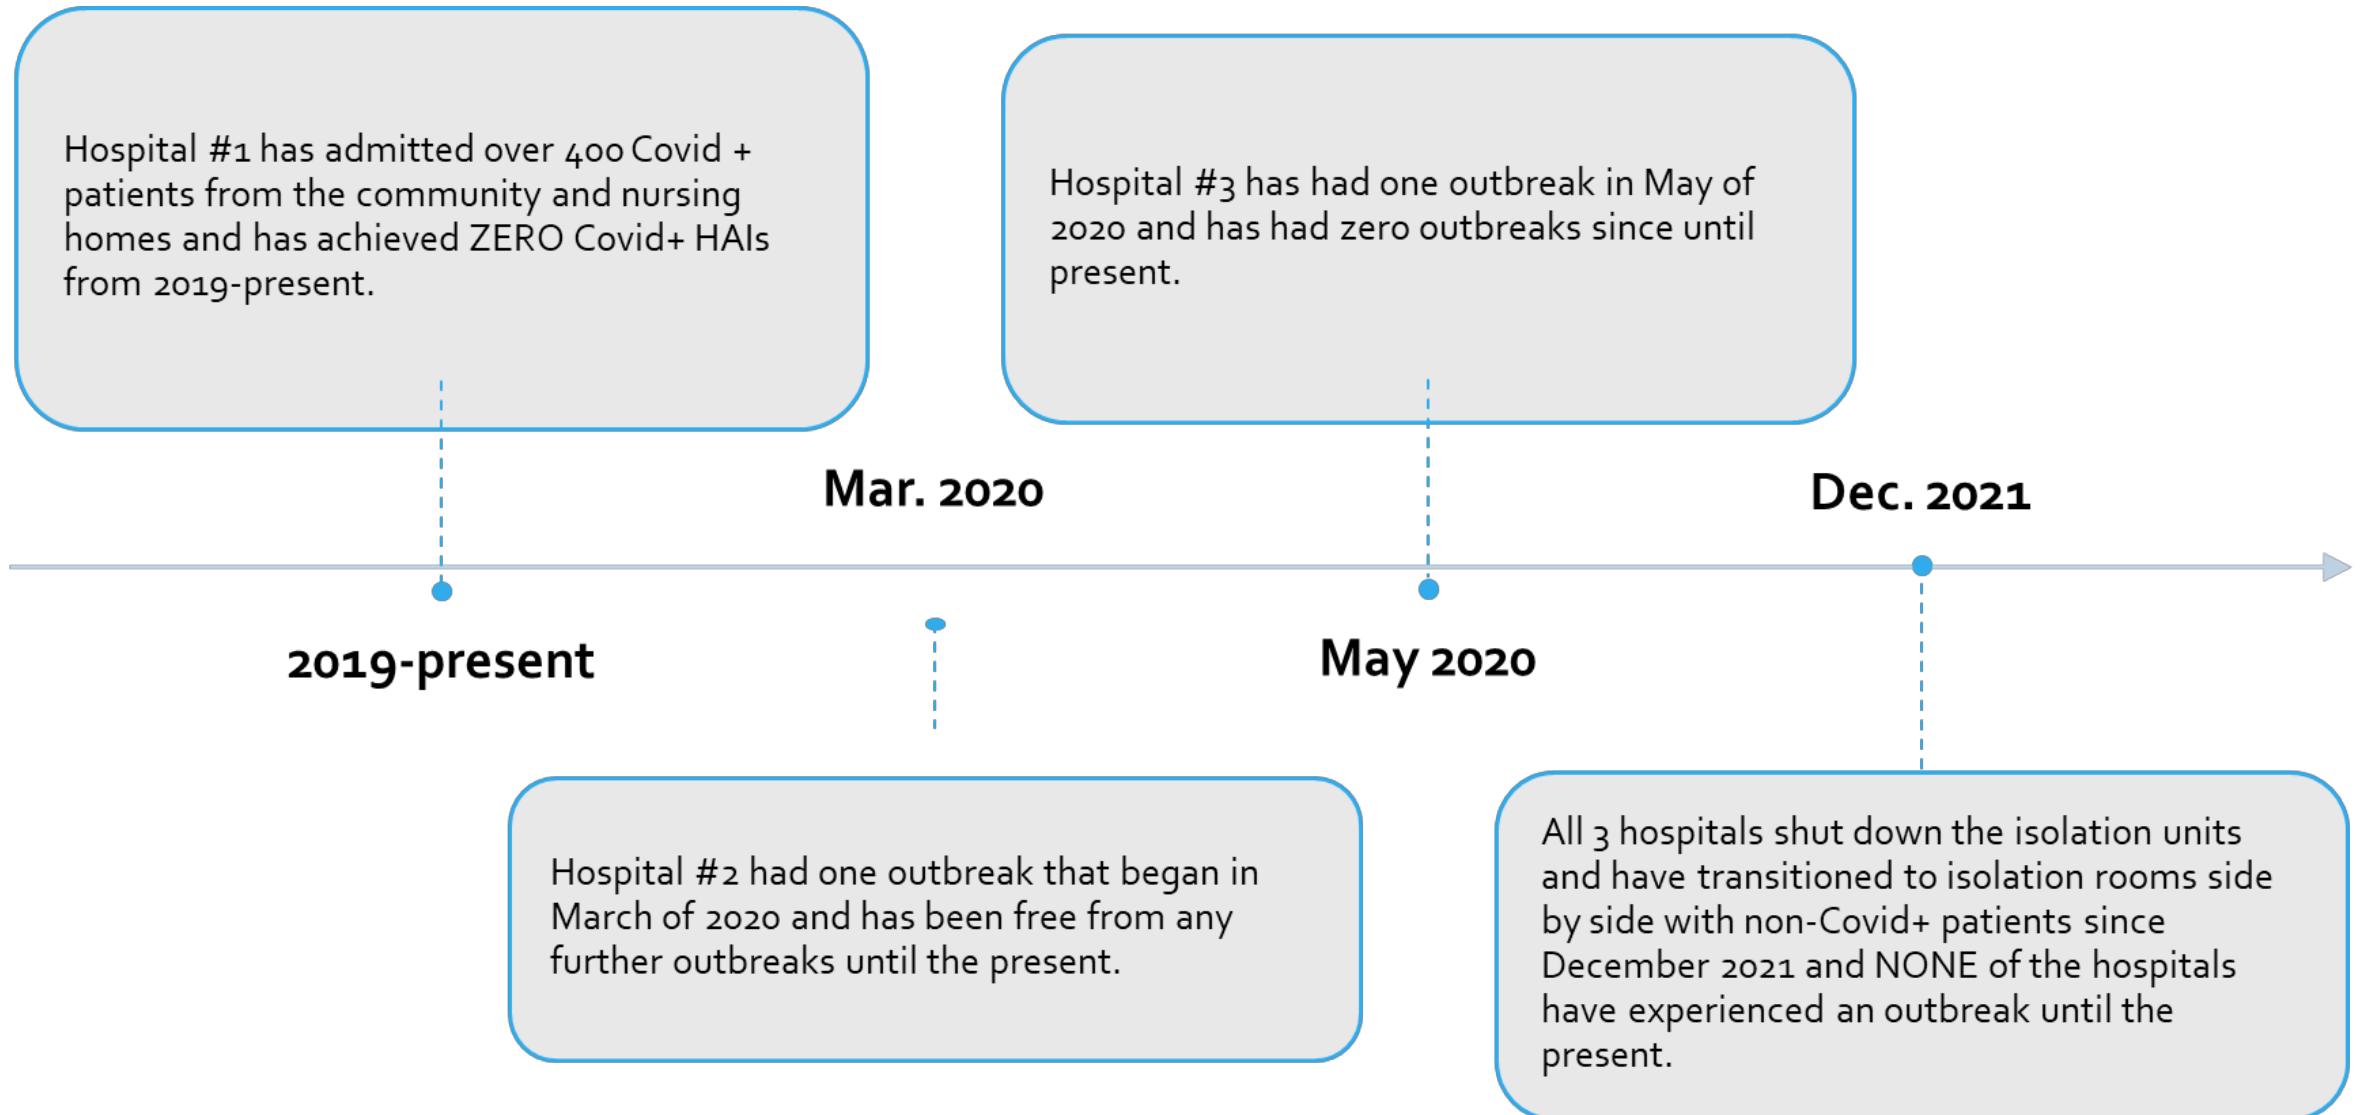 Hospital #1 has admitted over 400 Covid +
patients from the community and nursing
homes and has achieved ZERO Covid+ HAIs
from 2019-present.
Hospital #3 has had one outbreak in May of
2020 and has had zero outbreaks since until
present.
Mar. 2020
Dec. 2021
2019-present
May 2020
Hospital #2 had one outbreak that began in
March of 2020 and has been free from any
further outbreaks until the present.
All 3 hospitals shut down the isolation units
and have transitioned to isolation rooms side
by side with non-Covid+ patients since
December 2021 and NONE of the hospitals
have experienced an outbreak until the
present.